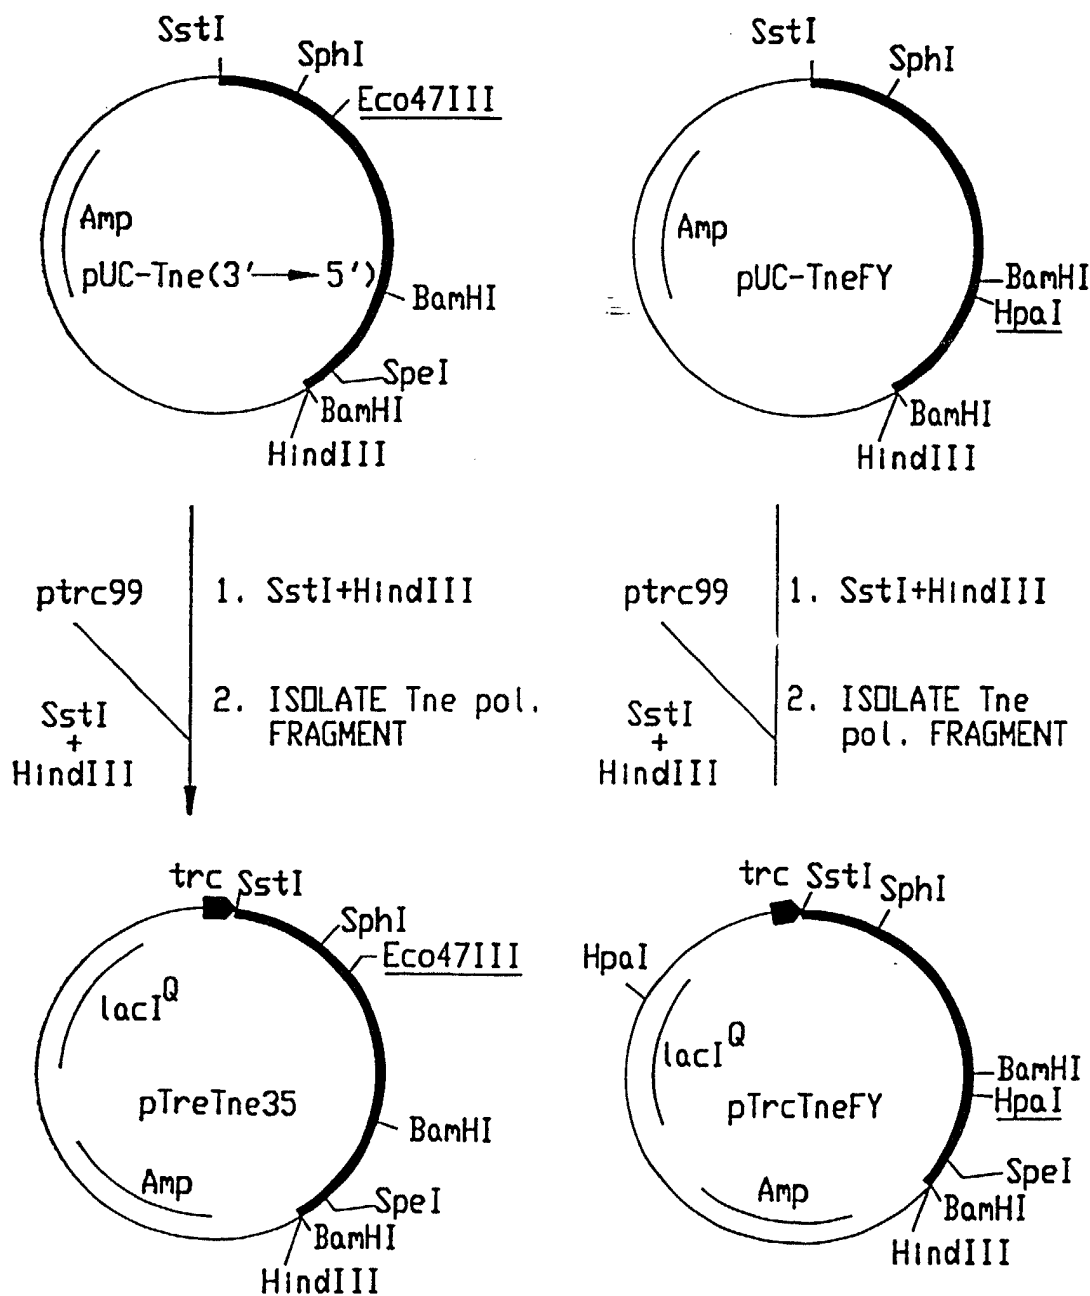 SstI
SphI
Eco47III
Amp
pUC-Tne(3' → 5')
BamHI
SpeI
BamHI
HindIII
SstI
SphI
Amp
pUC-TneFY
BamHI
HpaI
BamHI
HindIII
ptrc99
SstI
+
HindIII
1. SstI+HindIII
2. ISOLATE Tne pol.
FRAGMENT
ptrc99
SstI
+
HindIII
1. SstI+HindIII
2. ISOLATE Tne
pol. FRAGMENT
trc
SstI
SphI
Eco47III
lacI^Q
pTreTne35
BamHI
Amp
SpeI
BamHI
HindIII
trc
SstI
SphI
HpaI
lacI^Q
pTrcTneFY
BamHI
HpaI
SpeI
Amp
BamHI
HindIII